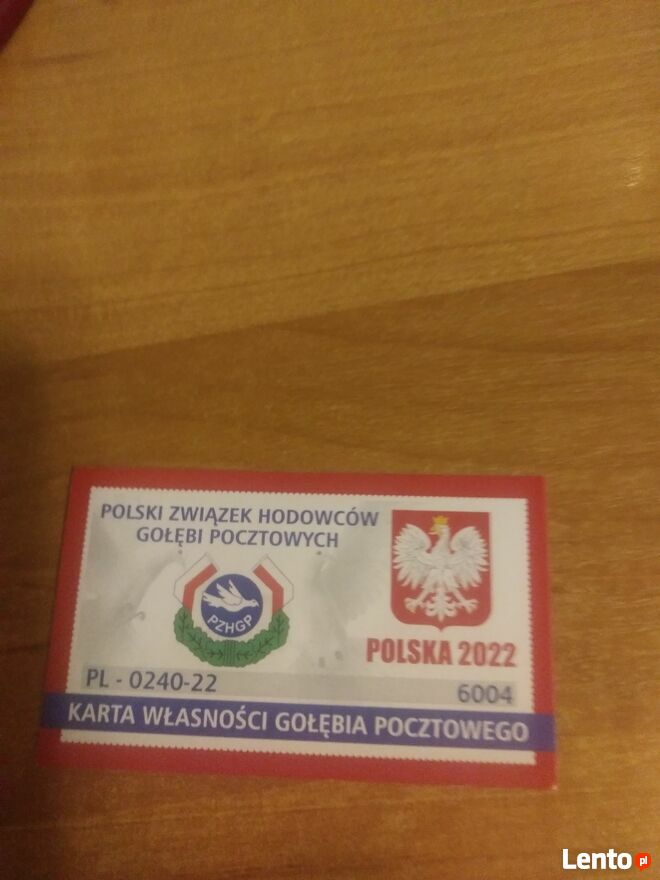 POLSKI ZWIĄZEK HODOWCÓW
GOŁĘBI POCZTOWYCH
PZHGP
POLSKA 2022
PL - 0240-22
6004
KARTA WŁASNOŚCI GOŁĘBIA POCZTOWEGO
Lento pl